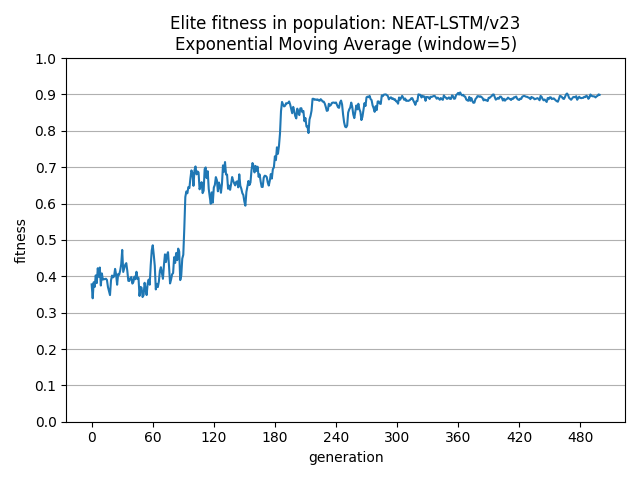 Elite fitness in population: NEAT-LSTM/v23
Exponential Moving Average (window=5)
fitness
1.0
0.9
0.8
0.7
0.6
0.5
0.4
0.3
0.2
0.1
0.0
0 60 120 180 240 300 360 420 480
generation